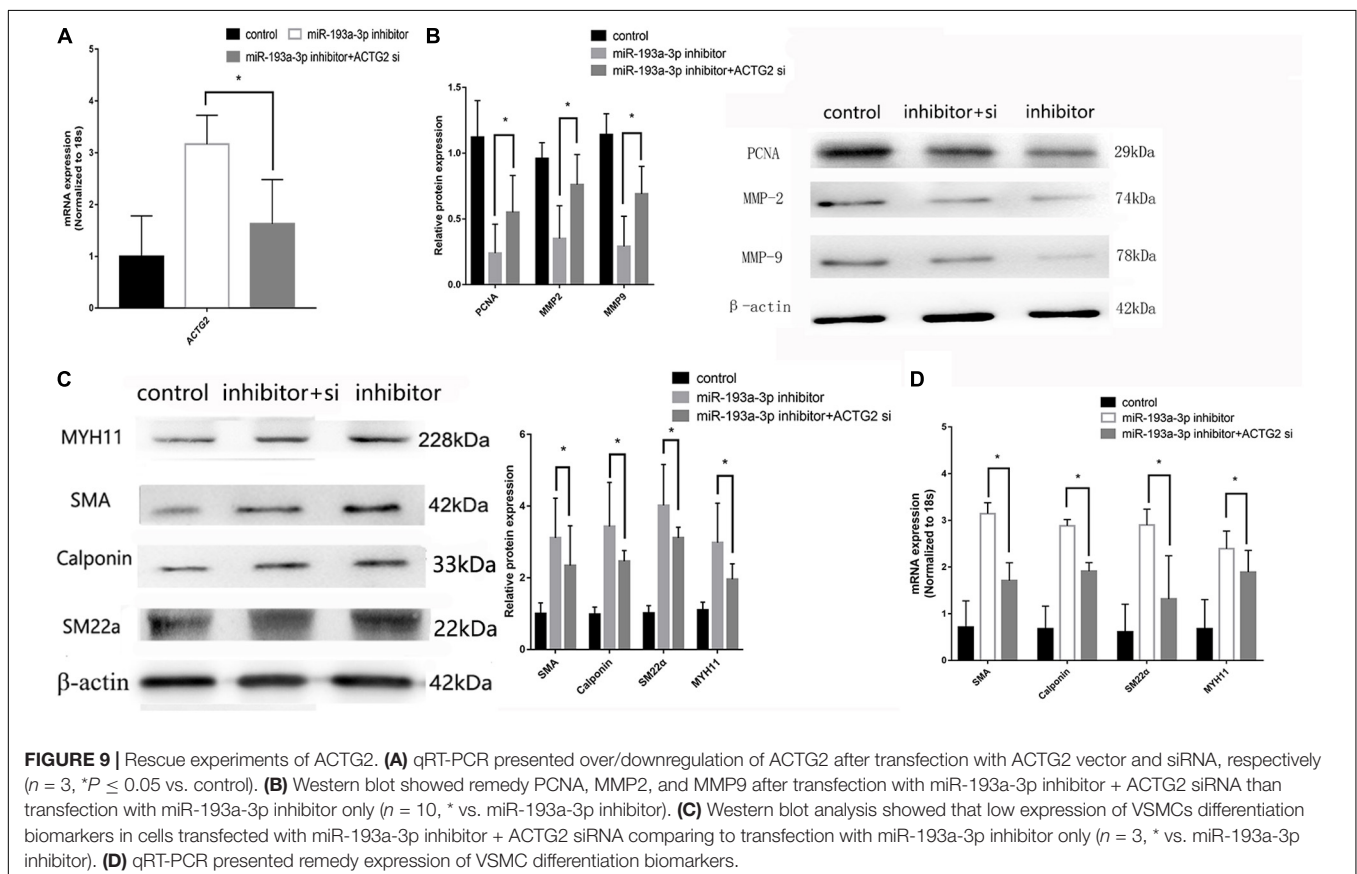 A
control
miR-193a-3p inhibitor
miR-193a-3p inhibitor+ACTG2 si
mRNA expression
(Normalized to 18s)
5
4
3
2
1
0
*
ACTG2
B
control
miR-193a-3p inhibitor
miR-193a-3p inhibitor+ACTG2 si
Relative protein expression
1.5
1.0
0.5
0.0
* * *
PCNA MMP2 MMP9
control inhibitor+si inhibitor
PCNA 29kDa
MMP-2 74kDa
MMP-9 78kDa
β-actin 42kDa
C
control inhibitor+si inhibitor
MYH11 228kDa
SMA 42kDa
Calponin 33kDa
SM22a 22kDa
β-actin 42kDa
control
miR-193a-3p inhibitor
miR-193a-3p inhibitor+ACTG2 si
Relative protein expression
6
4
2
0
* * * *
SMA Calponin SM22α MYH11
D
control
miR-193a-3p inhibitor
miR-193a-3p inhibitor+ACTG2 si
mRNA expression
(Normalized to 18s)
5
4
3
2
1
0
* * * *
SMA Calponin SM22α MYH11
FIGURE 9 | Rescue experiments of ACTG2. (A) qRT-PCR presented over/downregulation of ACTG2 after transfection with ACTG2 vector and siRNA, respectively
(n = 3, *P ≤ 0.05 vs. control). (B) Western blot showed remedy PCNA, MMP2, and MMP9 after transfection with miR-193a-3p inhibitor + ACTG2 siRNA than
transfection with miR-193a-3p inhibitor only (n = 10, * vs. miR-193a-3p inhibitor). (C) Western blot analysis showed that low expression of VSMCs differentiation
biomarkers in cells transfected with miR-193a-3p inhibitor + ACTG2 siRNA comparing to transfection with miR-193a-3p inhibitor only (n = 3, * vs. miR-193a-3p
inhibitor). (D) qRT-PCR presented remedy expression of VSMC differentiation biomarkers.